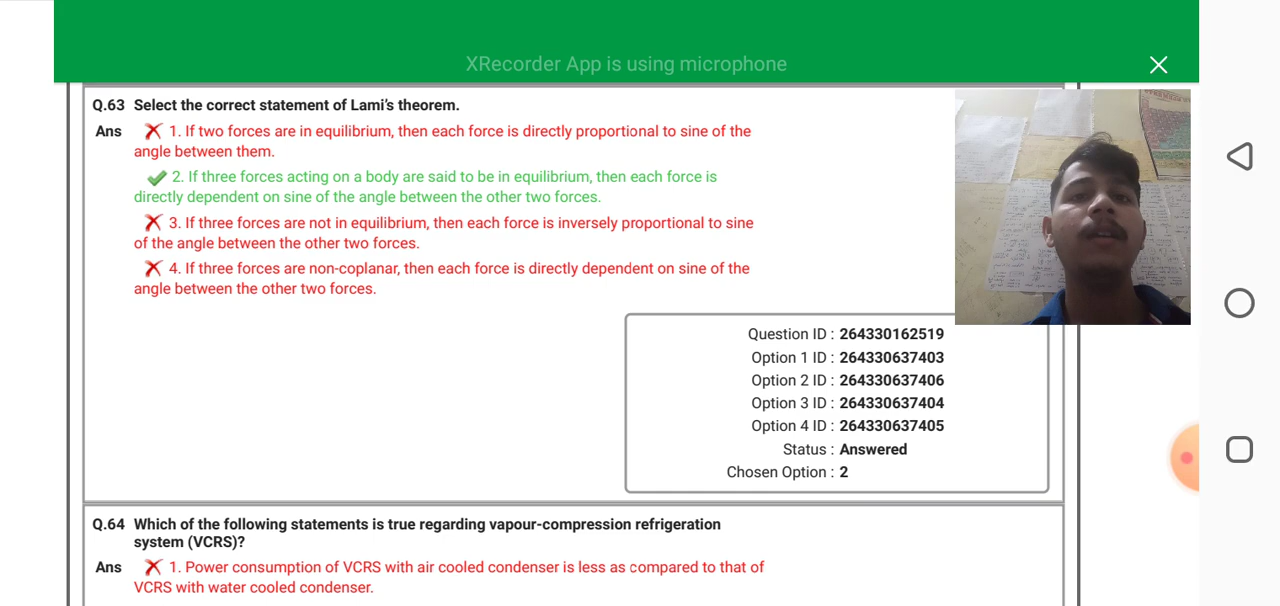 XRecorder App is using microphone
Q.63 Select the correct statement of Lami's theorem.
Ans 1. If two forces are in equilibrium, then each force is directly proportional to sine of the
angle between them.
2. If three forces acting on a body are said to be in equilibrium, then each force is
directly dependent on sine of the angle between the other two forces.
3. If three forces are not in equilibrium, then each force is inversely proportional to sine
of the angle between the other two forces.
4. If three forces are non-coplanar, then each force is directly dependent on sine of the
angle between the other two forces.
Question ID : 264330162519
Option 1 ID : 264330637403
Option 2 ID : 264330637406
Option 3 ID : 264330637404
Option 4 ID : 264330637405
Status : Answered
Chosen Option : 2
Q.64 Which of the following statements is true regarding vapour-compression refrigeration
system (VCRS)?
Ans 1. Power consumption of VCRS with air cooled condenser is less as compared to that of
VCRS with water cooled condenser.